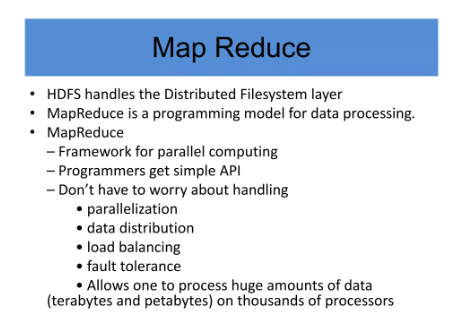 Map Reduce
• HDFS handles the Distributed Filesystem layer
• MapReduce is a programming model for data processing.
• MapReduce
– Framework for parallel computing
– Programmers get simple API
– Don’t have to worry about handling
• parallelization
• data distribution
• load balancing
• fault tolerance
• Allows one to process huge amounts of data
(terabytes and petabytes) on thousands of processors